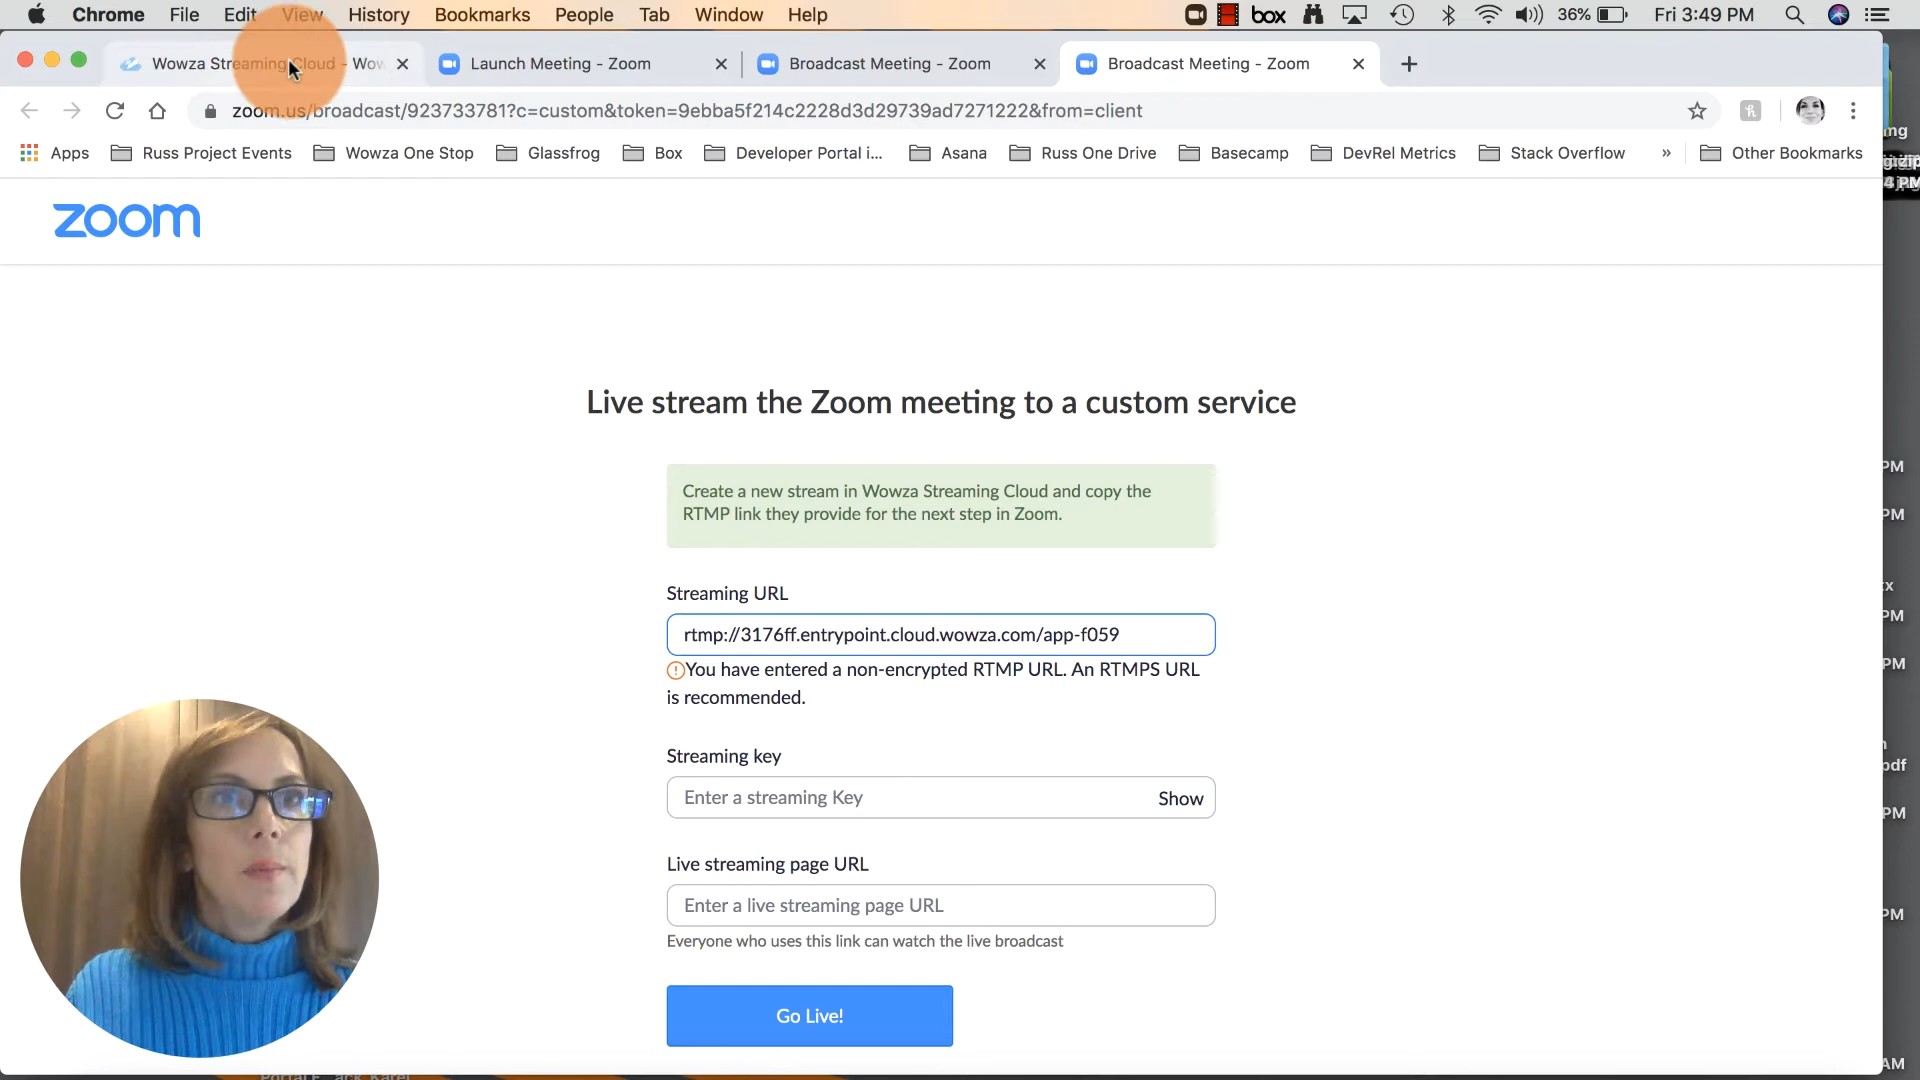 Chrome File Edit View History Bookmarks People Tab Window Help box 36% Fri 3:49 PM
Wowza Streaming Cloud - Wow Launch Meeting - Zoom Broadcast Meeting - Zoom Broadcast Meeting - Zoom
zoom.us/broadcast/923733781?c=custom&token=9ebba5f214c2228d3d29739ad7271222&from=client
Apps Russ Project Events Wowza One Stop Glassfrog Box Developer Portal i... Asana Russ One Drive Basecamp DevRel Metrics Stack Overflow » Other Bookmarks
zoom
Live stream the Zoom meeting to a custom service
Create a new stream in Wowza Streaming Cloud and copy the
RTMP link they provide for the next step in Zoom.
Streaming URL
rtmp://3176ff.entrypoint.cloud.wowza.com/app-f059
You have entered a non-encrypted RTMP URL. An RTMPS URL
is recommended.
Streaming key
Enter a streaming Key Show
Live streaming page URL
Enter a live streaming page URL
Everyone who uses this link can watch the live broadcast
Go Live!